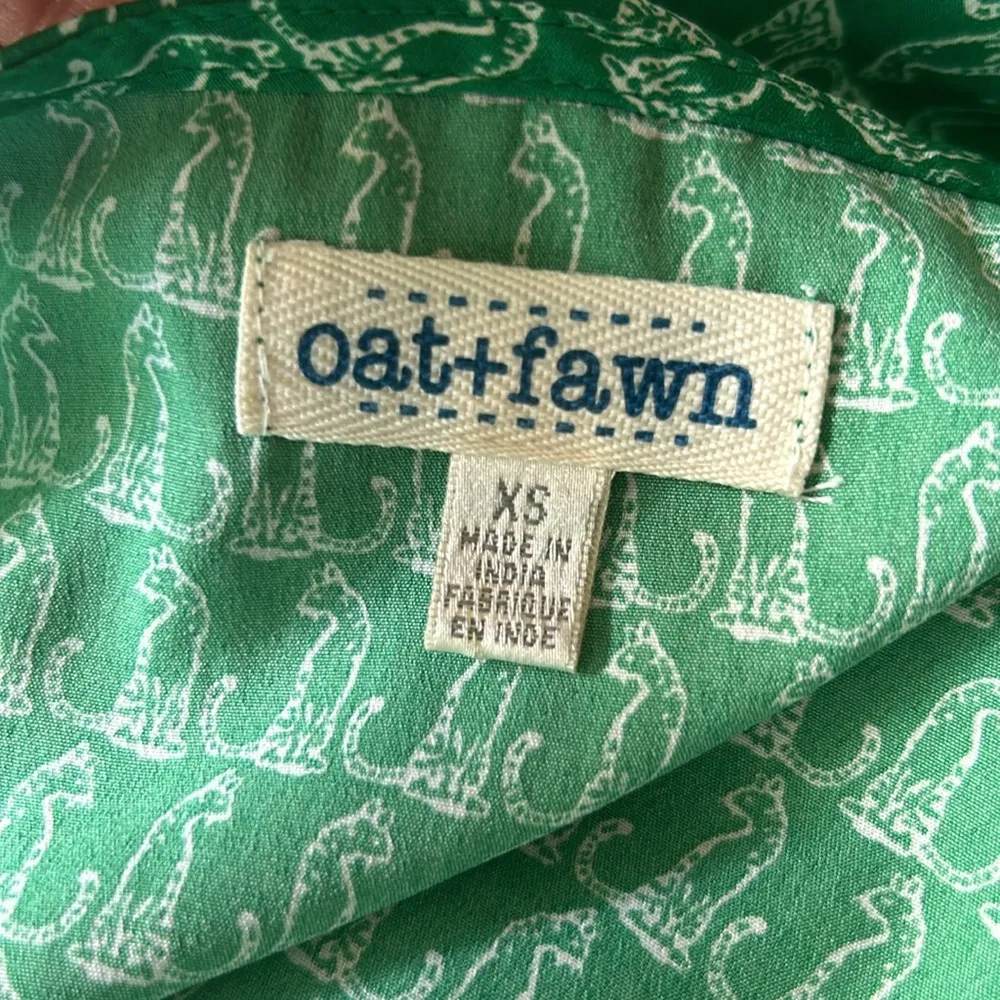 oat+fawn
XS
MADE IN
INDIA
FABRIQUE
EN INDE